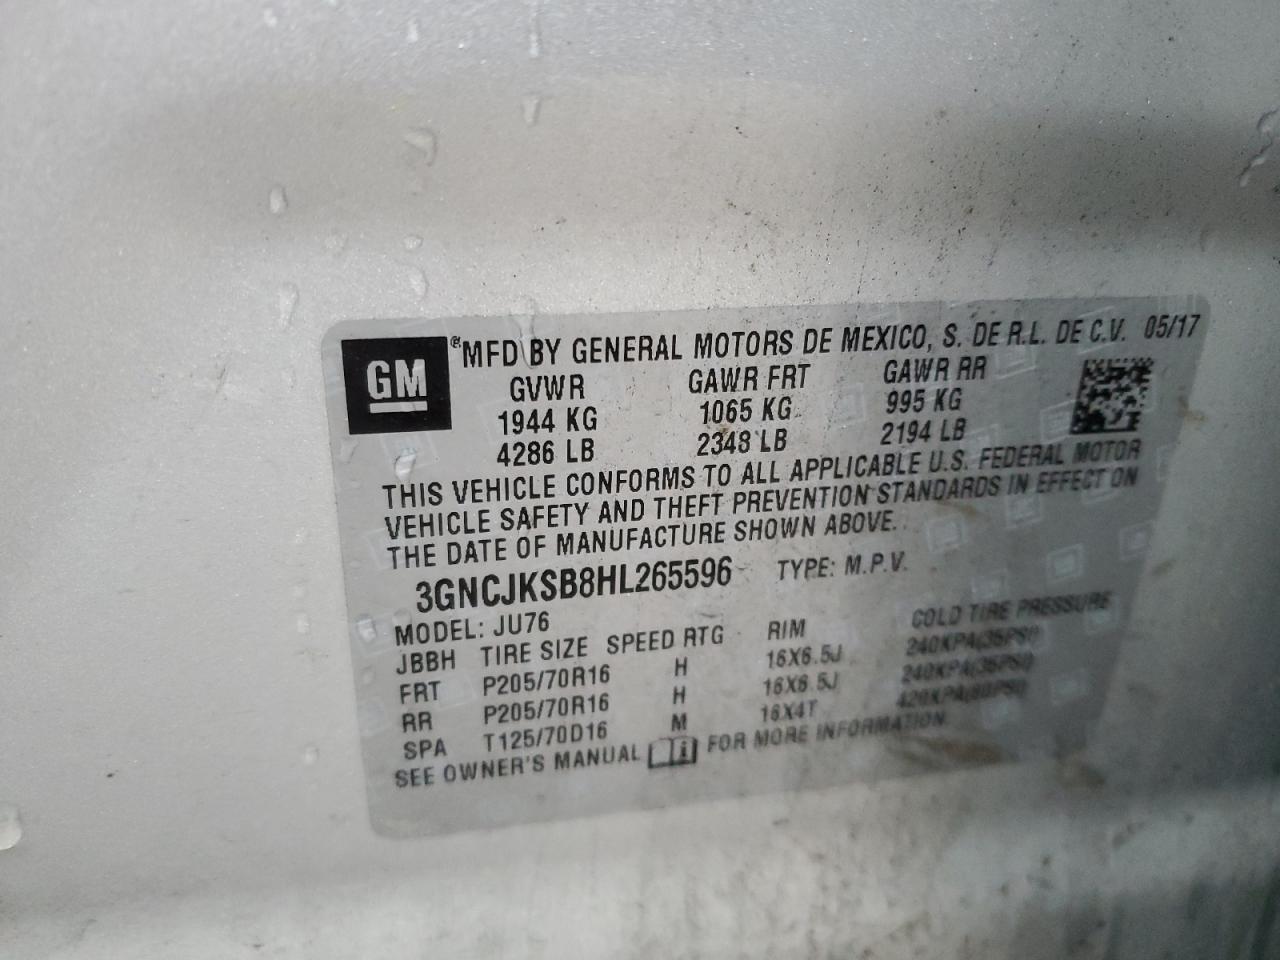 GM
®MFD BY GENERAL MOTORS DE MEXICO, S. DE R.L. DE C.V. 05/17
GVWR GAWR FRT GAWR RR
1944 KG 1065 KG 995 KG
4286 LB 2348 LB 2194 LB
THIS VEHICLE CONFORMS TO ALL APPLICABLE U.S. FEDERAL MOTOR
VEHICLE SAFETY AND THEFT PREVENTION STANDARDS IN EFFECT ON
THE DATE OF MANUFACTURE SHOWN ABOVE.
3GNCJKSB8HL265596 TYPE: M.P.V.
MODEL: JU76
JBBH TIRE SIZE SPEED RTG RIM COLD TIRE PRESSURE
FRT P205/70R16 H 16X6.5J 240KPA(35PSI)
RR P205/70R16 H 16X6.5J 240KPA(35PSI)
SPA T125/70D16 M 16X4T 420KPA(60PSI)
SEE OWNER'S MANUAL FOR MORE INFORMATION